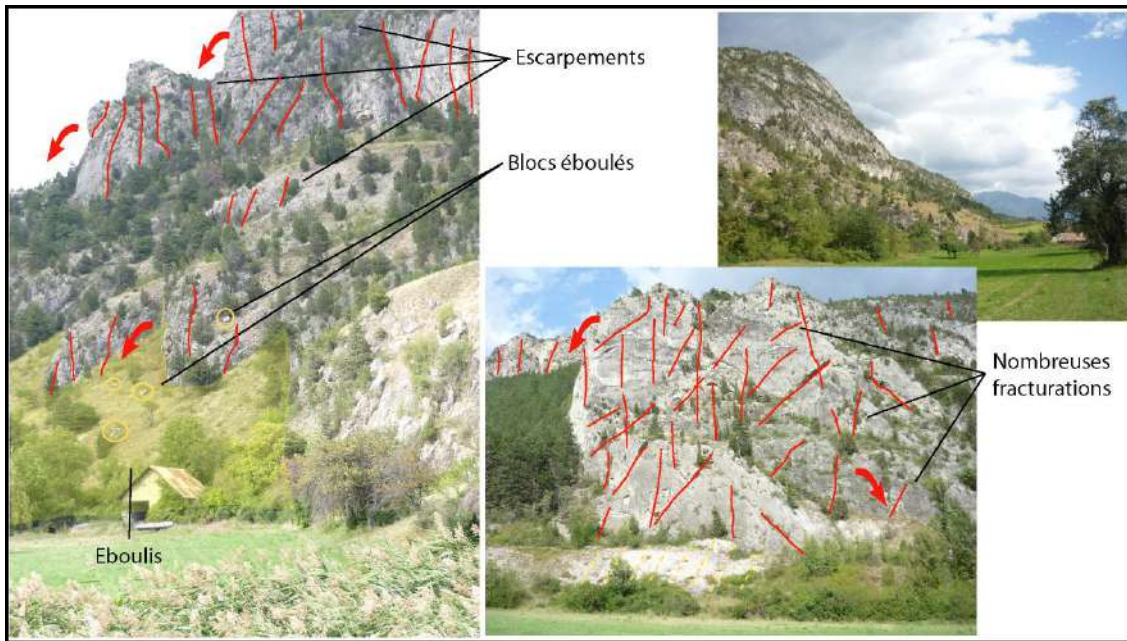 Escarpements
Blocs éboulés
Nombreuses
fracturations
Eboulis